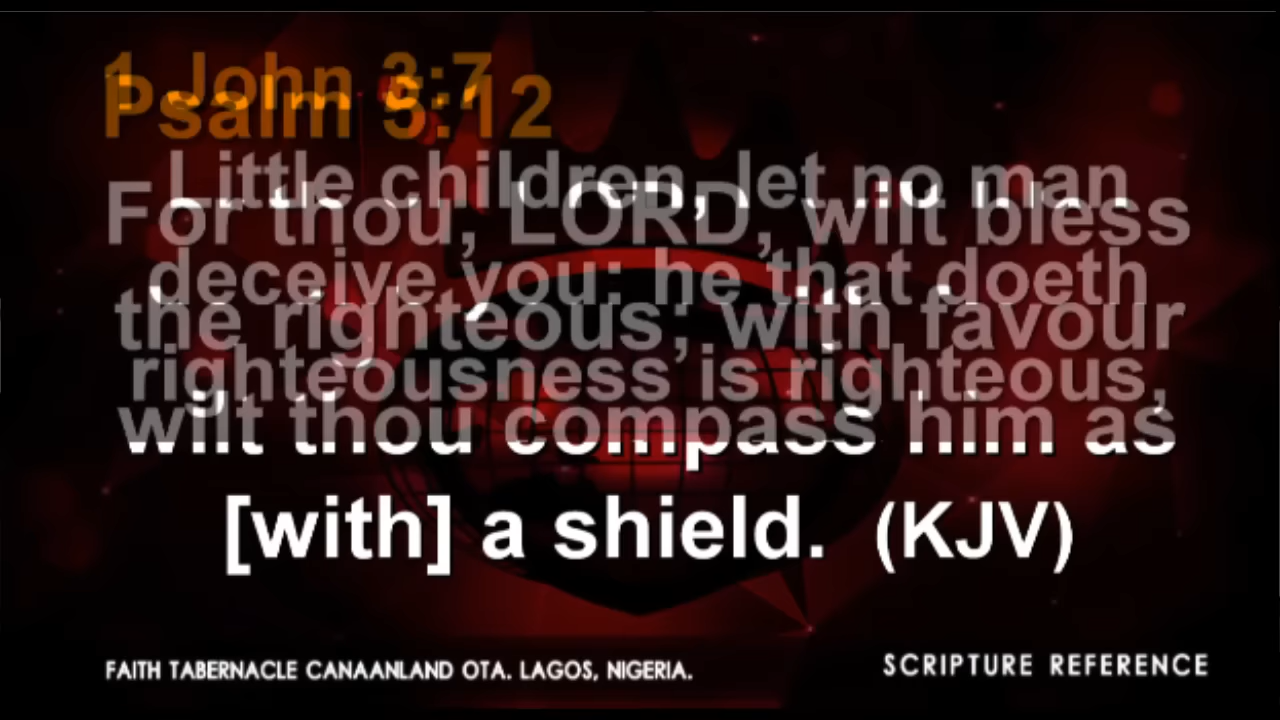 1 John 3:7
Psalm 5:12
Little children, let no man
For thou, LORD, wilt bless
deceive you: he that doeth
the righteous; with favour
righteousness is righteous,
wilt thou compass him as
[with] a shield. (KJV)
FAITH TABERNACLE CANAANLAND OTA. LAGOS, NIGERIA.
SCRIPTURE REFERENCE